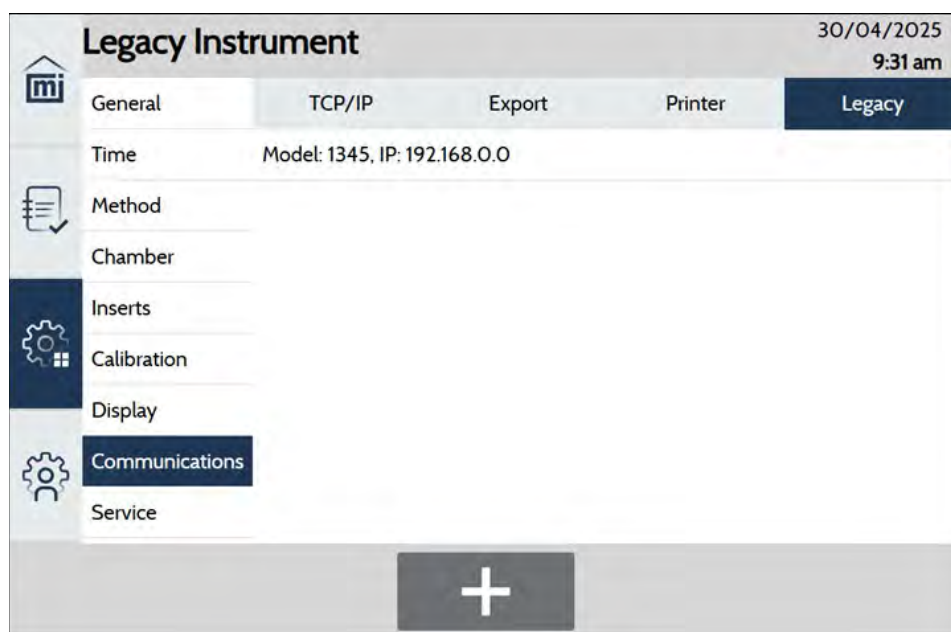 Legacy Instrument
30/04/2025
9:31 am
mi
General
TCP/IP
Export
Printer
Legacy
Time
Model: 1345, IP: 192.168.0.0
Method
Chamber
Inserts
Calibration
Display
Communications
Service